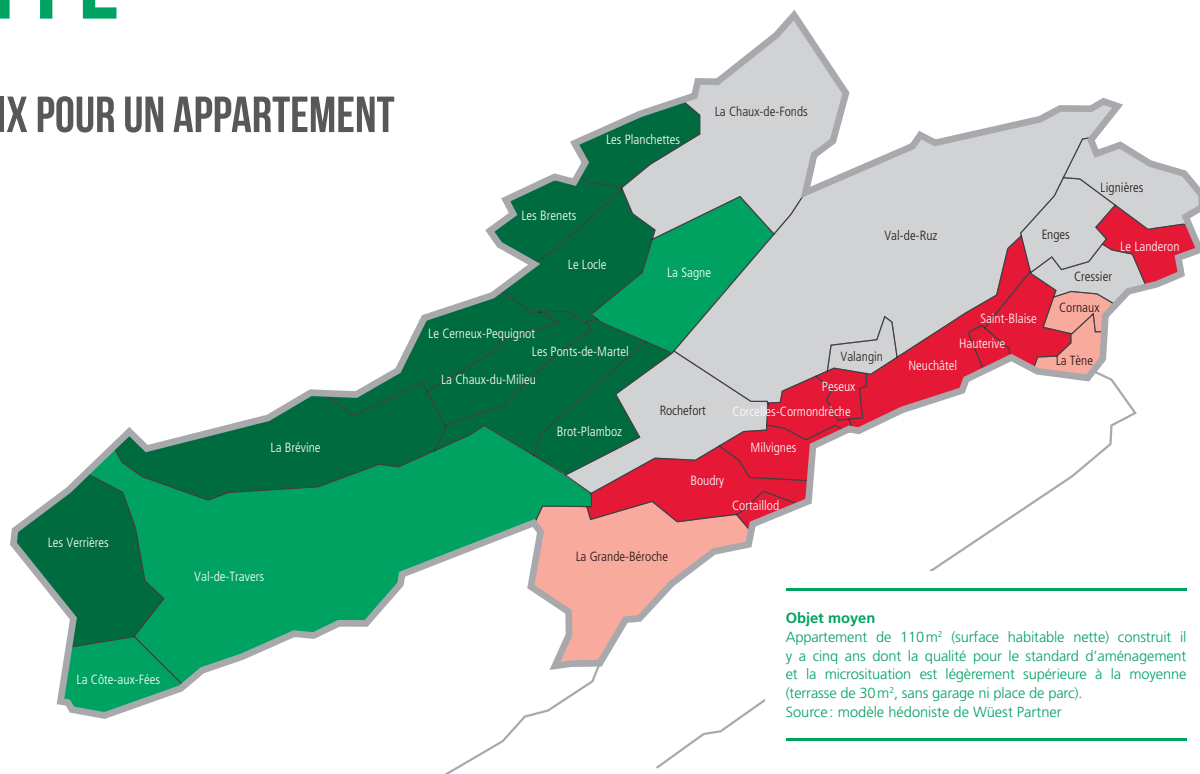 IX POUR UN APPARTEMENT
La Chaux-de-Fonds
Les Planchettes
Lignières
Les Brenets
Val-de-Ruz
Enges
Le Landeron
Le Locle
La Sagne
Cressier
Cornaux
Saint-Blaise
Le Cerneux-Pequignot
Hauterive
Les Ponts-de-Martel
Valangin
La Tène
Neuchâtel
La Chaux-du-Milieu
Peseux
Rochefort
Corcelles-Cormondrèche
Brot-Plamboz
La Brévine
Milvignes
Boudry
Cortaillod
Les Verrières
La Grande-Béroche
Val-de-Travers
La Côte-aux-Fées
Objet moyen
Appartement de 110 m² (surface habitable nette) construit il
y a cinq ans dont la qualité pour le standard d'aménagement
et la microsituation est légèrement supérieure à la moyenne
(terrasse de 30 m², sans garage ni place de parc).
Source : modèle hédoniste de Wüest Partner